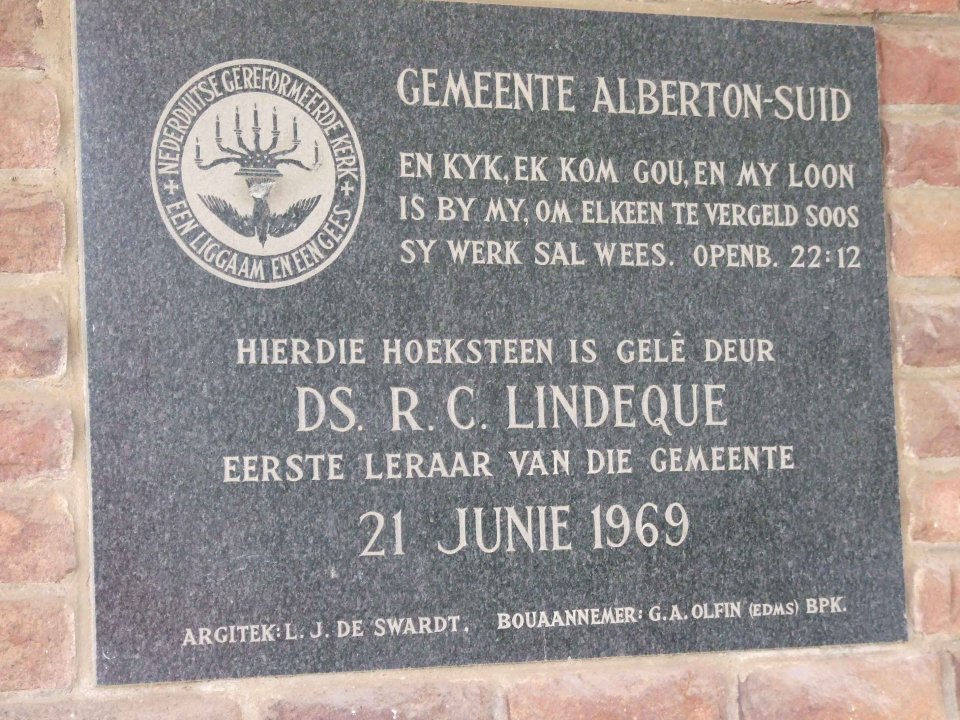 NEDERDUITSE GEREFORMEERDE KERK
EEN LIGGAAM EN EEN GEES
GEMEENTE ALBERTON-SUID
EN KYK, EK KOM GOU, EN MY LOON
IS BY MY, OM ELKEEN TE VERGELD SOOS
SY WERK SAL WEES. OPENB. 22:12
HIERDIE HOEKSTEEN IS GELÊ DEUR
DS. R. C. LINDEQUE
EERSTE LERAAR VAN DIE GEMEENTE
21 JUNIE 1969
ARGITEK: L. J. DE SWARDT. BOUAANNEMER: G. A. OLFIN (EDMS) BPK.